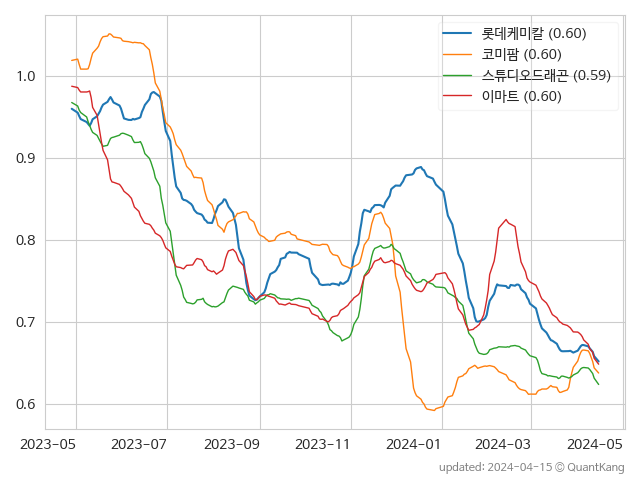 롯데케미칼 (0.60)
코미팜 (0.60)
스튜디오드래곤 (0.59)
이마트 (0.60)
1.0
0.9
0.8
0.7
0.6
2023-05 2023-07 2023-09 2023-11 2024-01 2024-03 2024-05
updated: 2024-04-15 © QuantKang